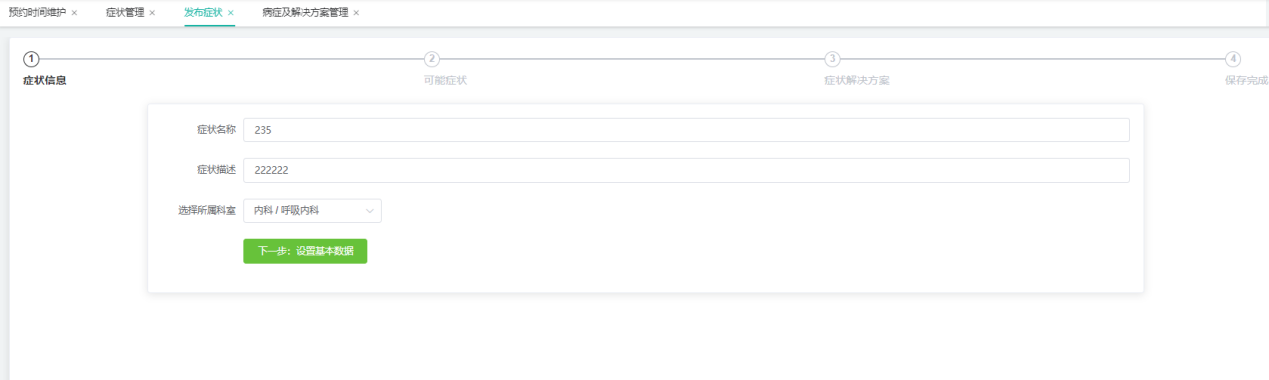 预约时间维护 × 症状管理 × 发布症状 × 病症及解决方案管理 ×
1 2 3 4
症状信息 可能症状 症状解决方案 保存完成
症状名称 235
症状描述 222222
选择所属科室 内科 / 呼吸内科
下一步：设置基本数据